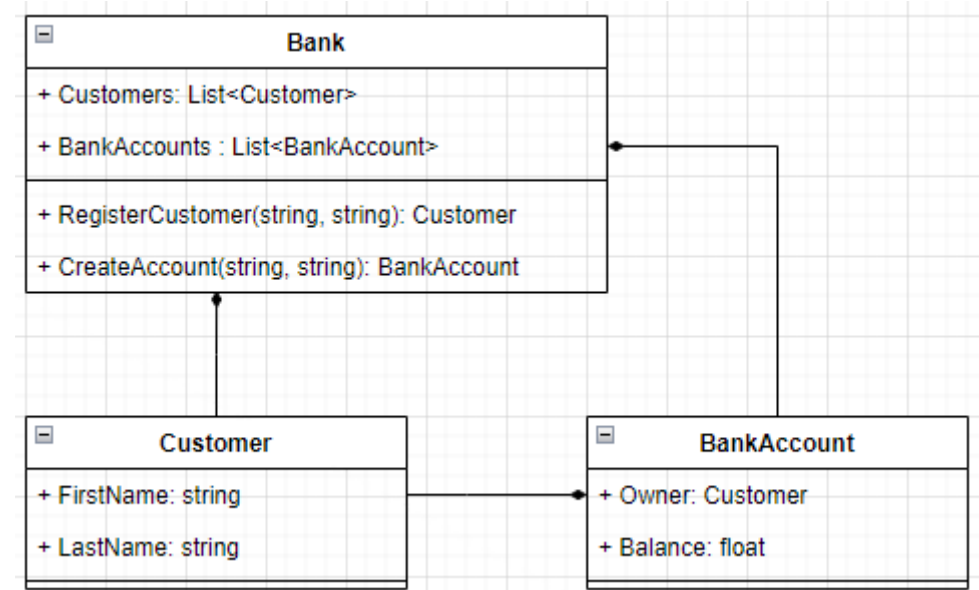 Bank
+ Customers: List<Customer>
+ BankAccounts : List<BankAccount>
+ RegisterCustomer(string, string): Customer
+ CreateAccount(string, string): BankAccount
Customer
+ FirstName: string
+ LastName: string
BankAccount
+ Owner: Customer
+ Balance: float